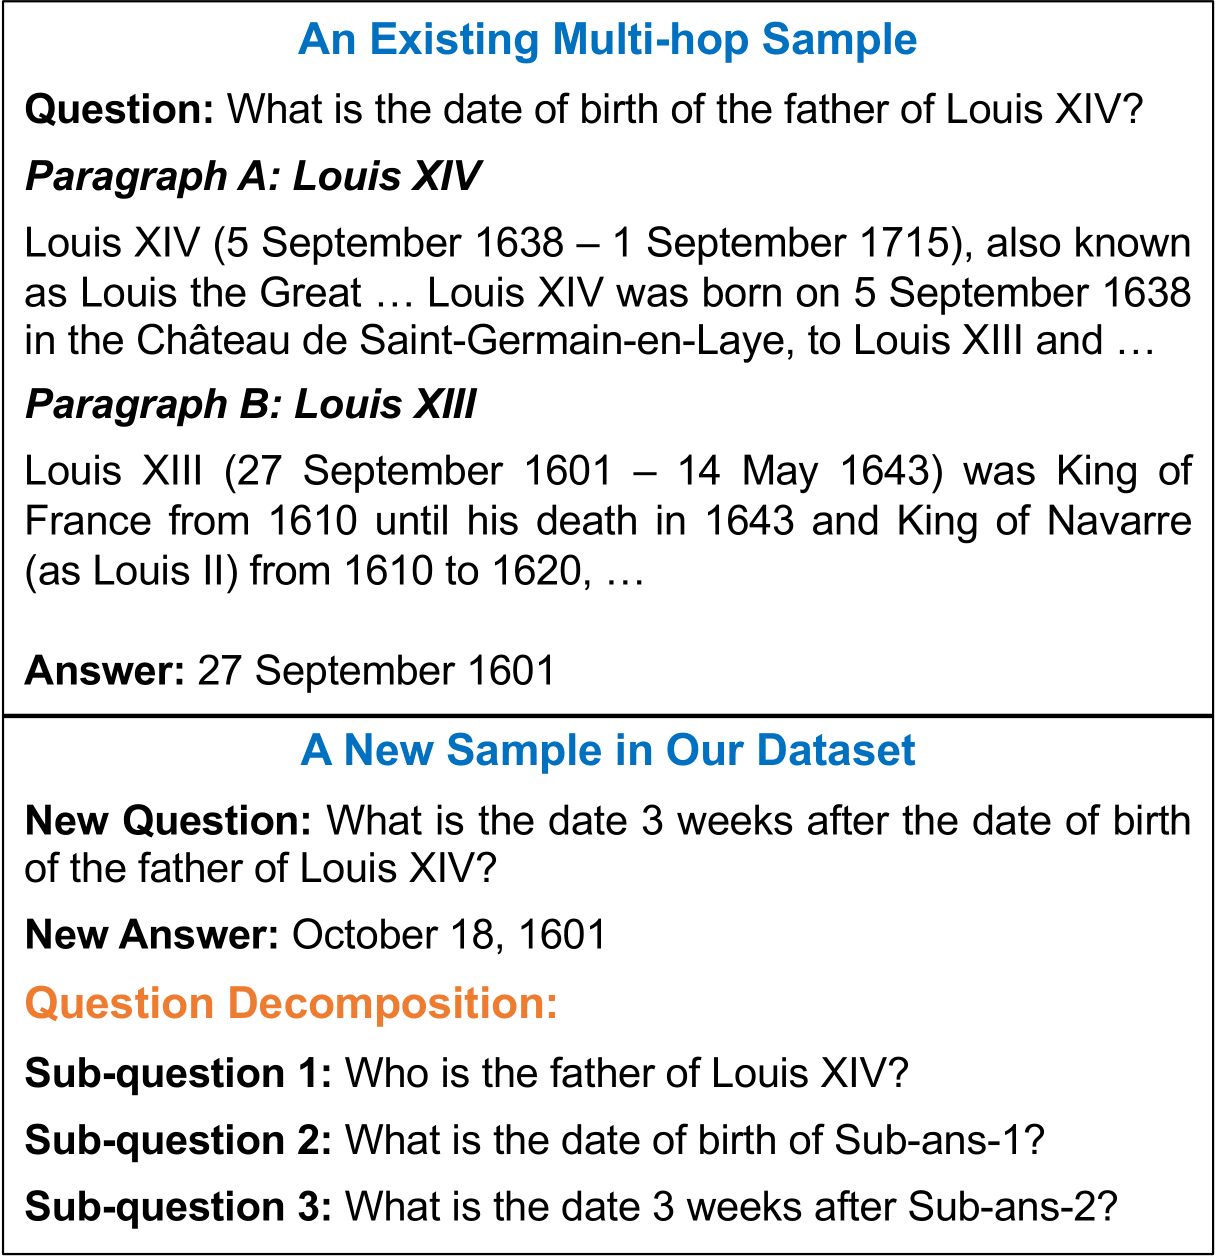 An Existing Multi-hop Sample
Question: What is the date of birth of the father of Louis XIV?
Paragraph A: Louis XIV
Louis XIV (5 September 1638 – 1 September 1715), also known
as Louis the Great … Louis XIV was born on 5 September 1638
in the Château de Saint-Germain-en-Laye, to Louis XIII and …
Paragraph B: Louis XIII
Louis XIII (27 September 1601 – 14 May 1643) was King of
France from 1610 until his death in 1643 and King of Navarre
(as Louis II) from 1610 to 1620, …
Answer: 27 September 1601
A New Sample in Our Dataset
New Question: What is the date 3 weeks after the date of birth
of the father of Louis XIV?
New Answer: October 18, 1601
Question Decomposition:
Sub-question 1: Who is the father of Louis XIV?
Sub-question 2: What is the date of birth of Sub-ans-1?
Sub-question 3: What is the date 3 weeks after Sub-ans-2?